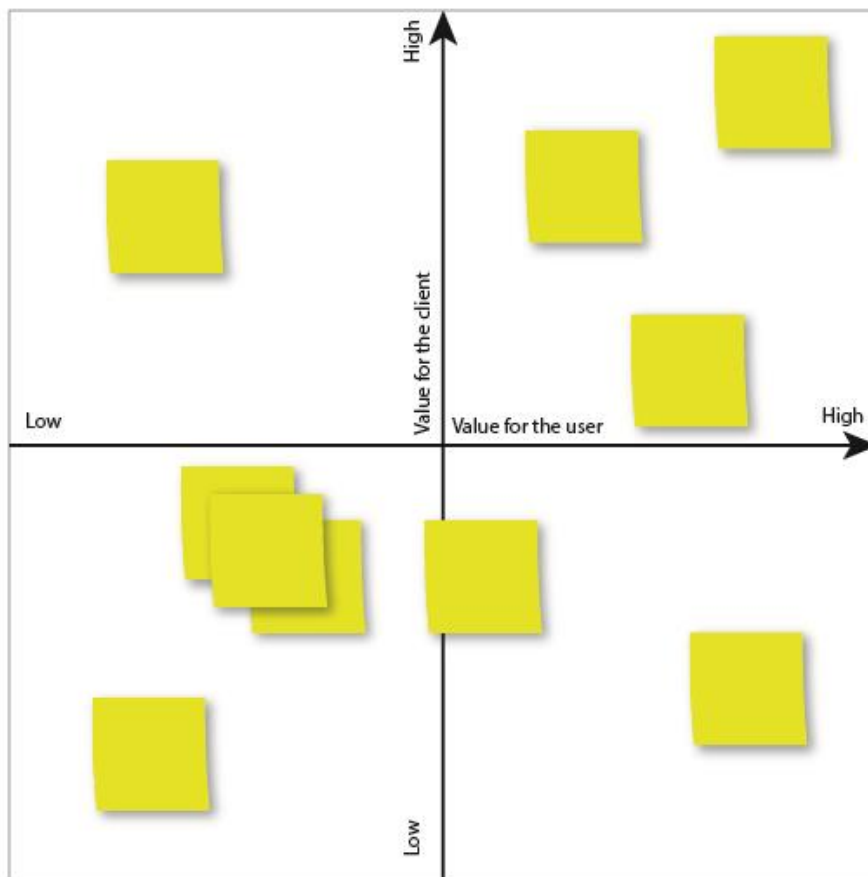 High
Value for the client
Low
Value for the user
High
Low